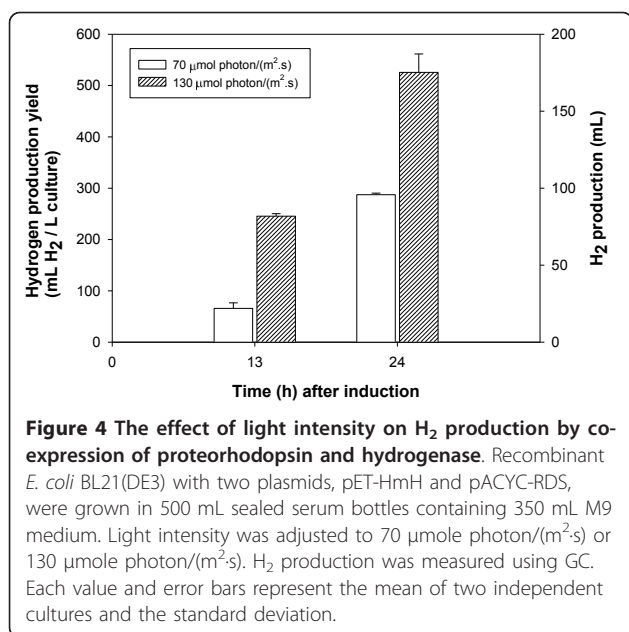 600
500
400
300
200
100
0
Hydrogen production yield
(mL H₂ / L culture)
70 μmol photon/(m².s)
130 μmol photon/(m².s)
200
150
100
50
0
H₂ production (mL)
0
13
24
Time (h) after induction
Figure 4 The effect of light intensity on H₂ production by co-
expression of proteorhodopsin and hydrogenase. Recombinant
E. coli BL21(DE3) with two plasmids, pET-HmH and pACYC-RDS,
were grown in 500 mL sealed serum bottles containing 350 mL M9
medium. Light intensity was adjusted to 70 μmole photon/(m²·s) or
130 μmole photon/(m²·s). H₂ production was measured using GC.
Each value and error bars represent the mean of two independent
cultures and the standard deviation.